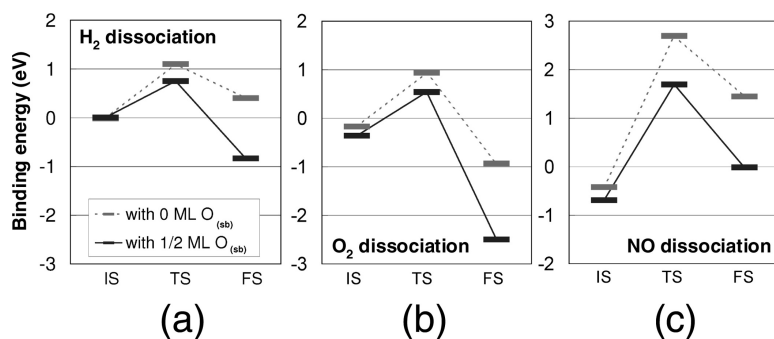 H2 dissociation
Binding energy (eV)
2
1
0
-1
-2
-3
with 0 ML O(sb)
with 1/2 ML O(sb)
IS TS FS
(a)
2
1
0
-1
-2
-3
O2 dissociation
IS TS FS
(b)
3
2
1
0
-1
-2
NO dissociation
IS TS FS
(c)